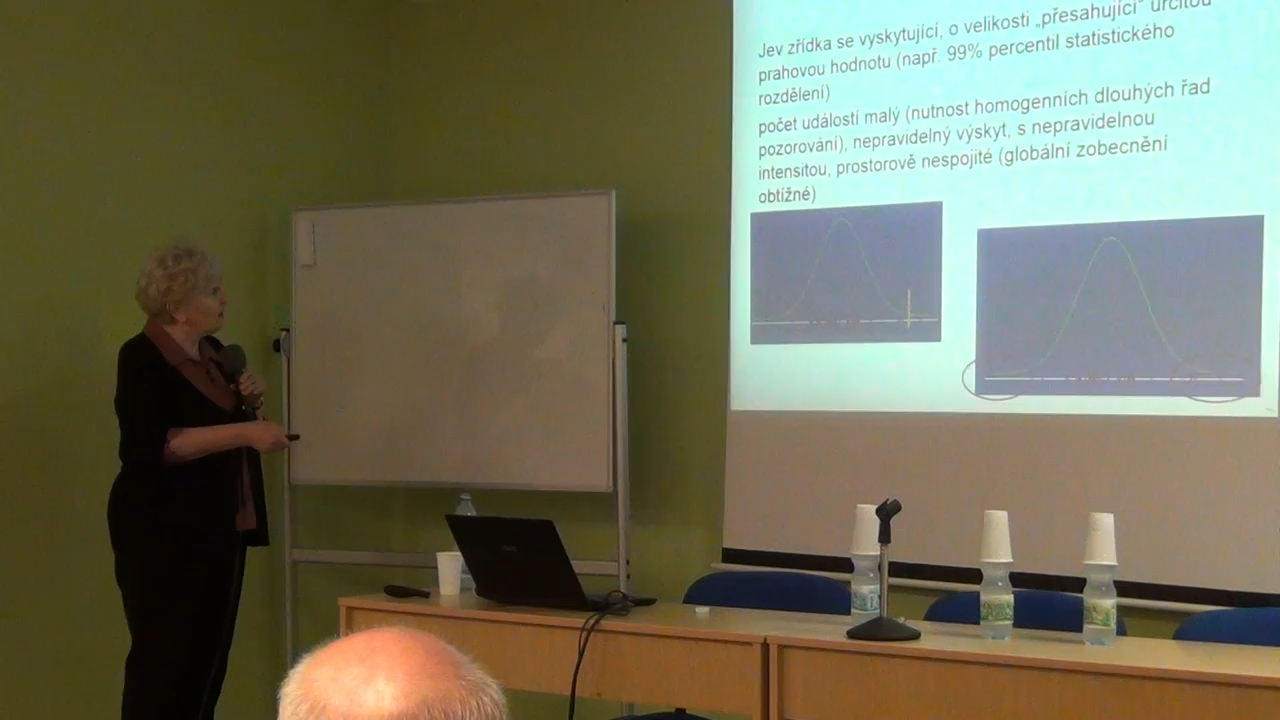 Jev zřídka se vyskytující, o velikosti „přesahující" určitou
prahovou hodnotu (např. 99% percentil statistického
rozdělení)
počet událostí malý (nutnost homogenních dlouhých řad
pozorování), nepravidelný výskyt, s nepravidelnou
intensitou, prostorově nespojité (globální zobecnění
obtížné)